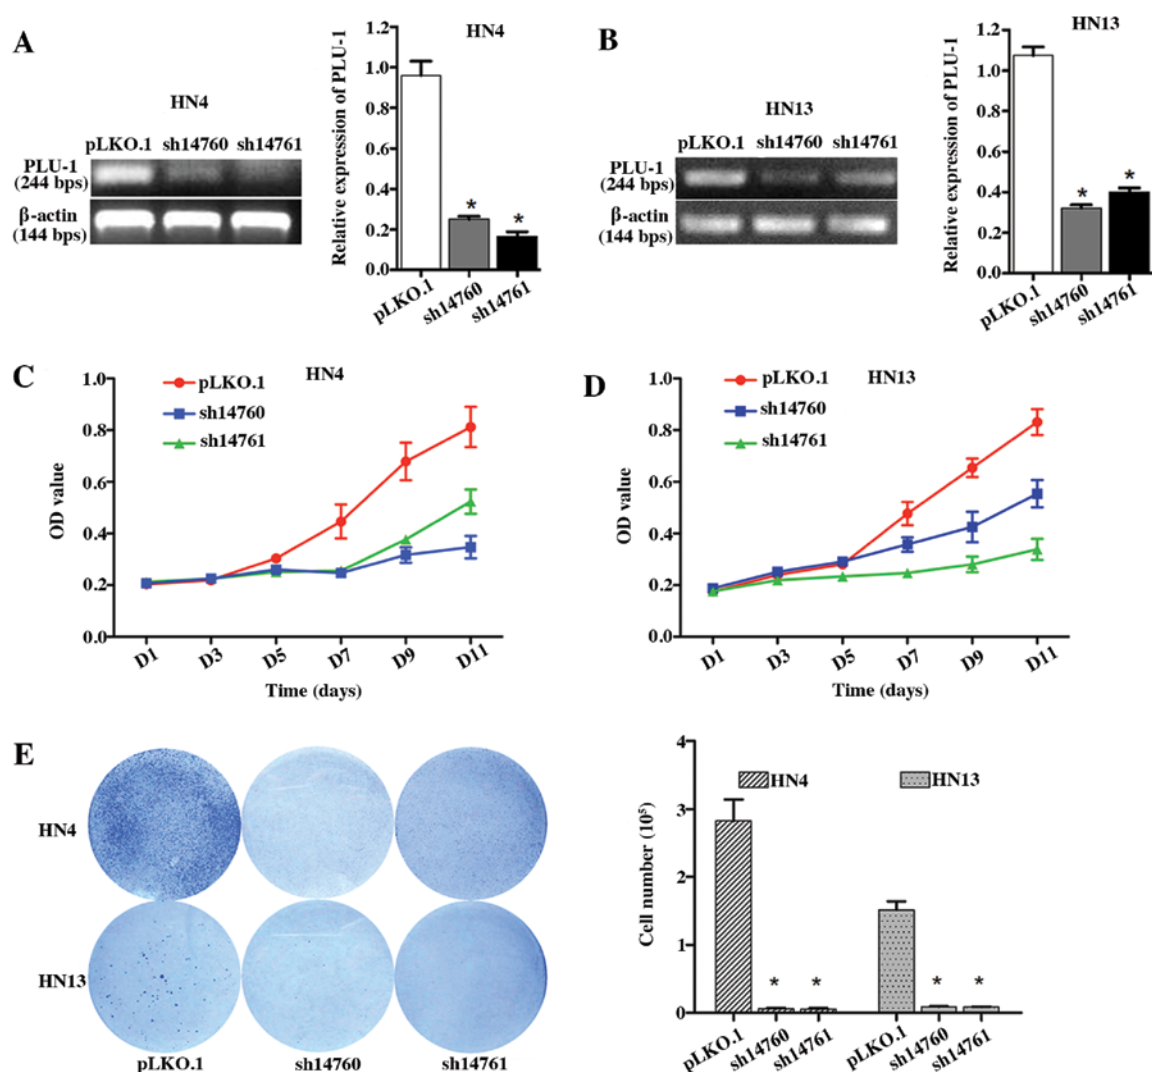 A
HN4
pLKO.1 sh14760 sh14761
PLU-1
(244 bps)
β-actin
(144 bps)
HN4
Relative expression of PLU-1
1.2
1.0
0.8
0.6
0.4
0.2
0.0
* *
pLKO.1 sh14760 sh14761
B
HN13
pLKO.1 sh14760 sh14761
PLU-1
(244 bps)
β-actin
(144 bps)
HN13
Relative expression of PLU-1
1.2
1.0
0.8
0.6
0.4
0.2
0.0
* *
pLKO.1 sh14760 sh14761
C
HN4
pLKO.1
sh14760
sh14761
OD value
1.0
0.8
0.6
0.4
0.2
0.0
D1 D3 D5 D7 D9 D11
Time (days)
D
HN13
pLKO.1
sh14760
sh14761
OD value
1.0
0.8
0.6
0.4
0.2
0.0
D1 D3 D5 D7 D9 D11
Time (days)
E
HN4
HN13
pLKO.1 sh14760 sh14761
Cell number (10⁵)
4
3
2
1
0
HN4 HN13
* * * *
pLKO.1 sh14760 sh14761 pLKO.1 sh14760 sh14761